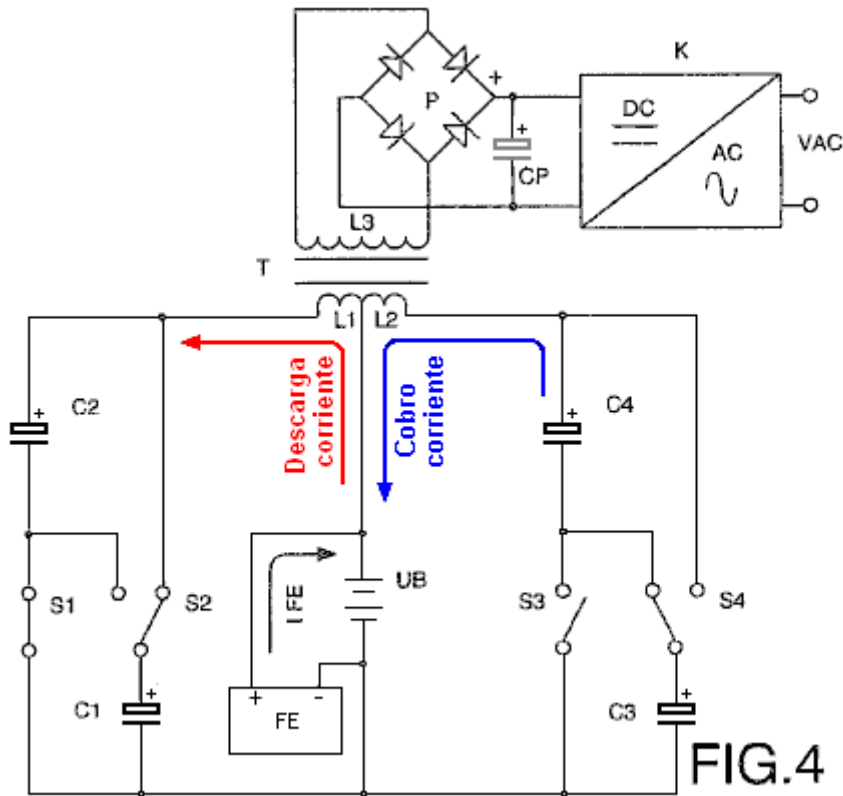 K
DC
AC
VAC
P
+
+
CP
L3
T
L1 L2
Descarga
corriente
Cobro
corriente
C2
+
C4
+
S1
S2
I FE
UB
S3
S4
C1
+
+ -
FE
C3
+
FIG.4